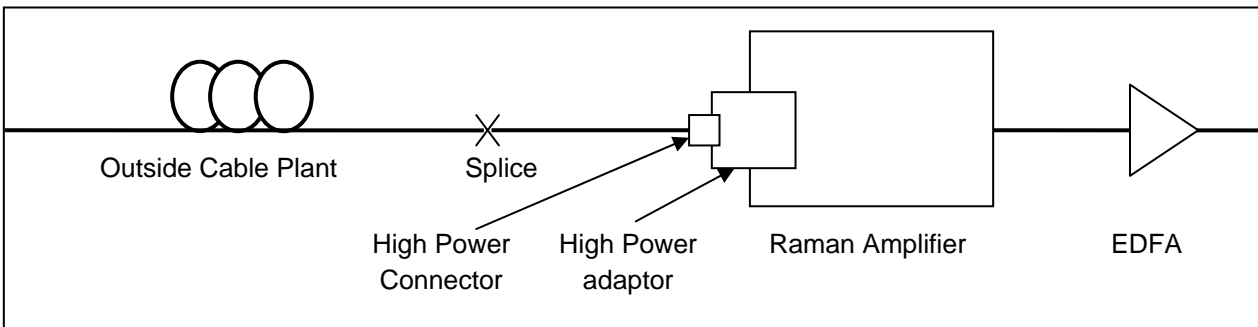 Outside Cable Plant
Splice
High Power
Connector
High Power
adaptor
Raman Amplifier
EDFA